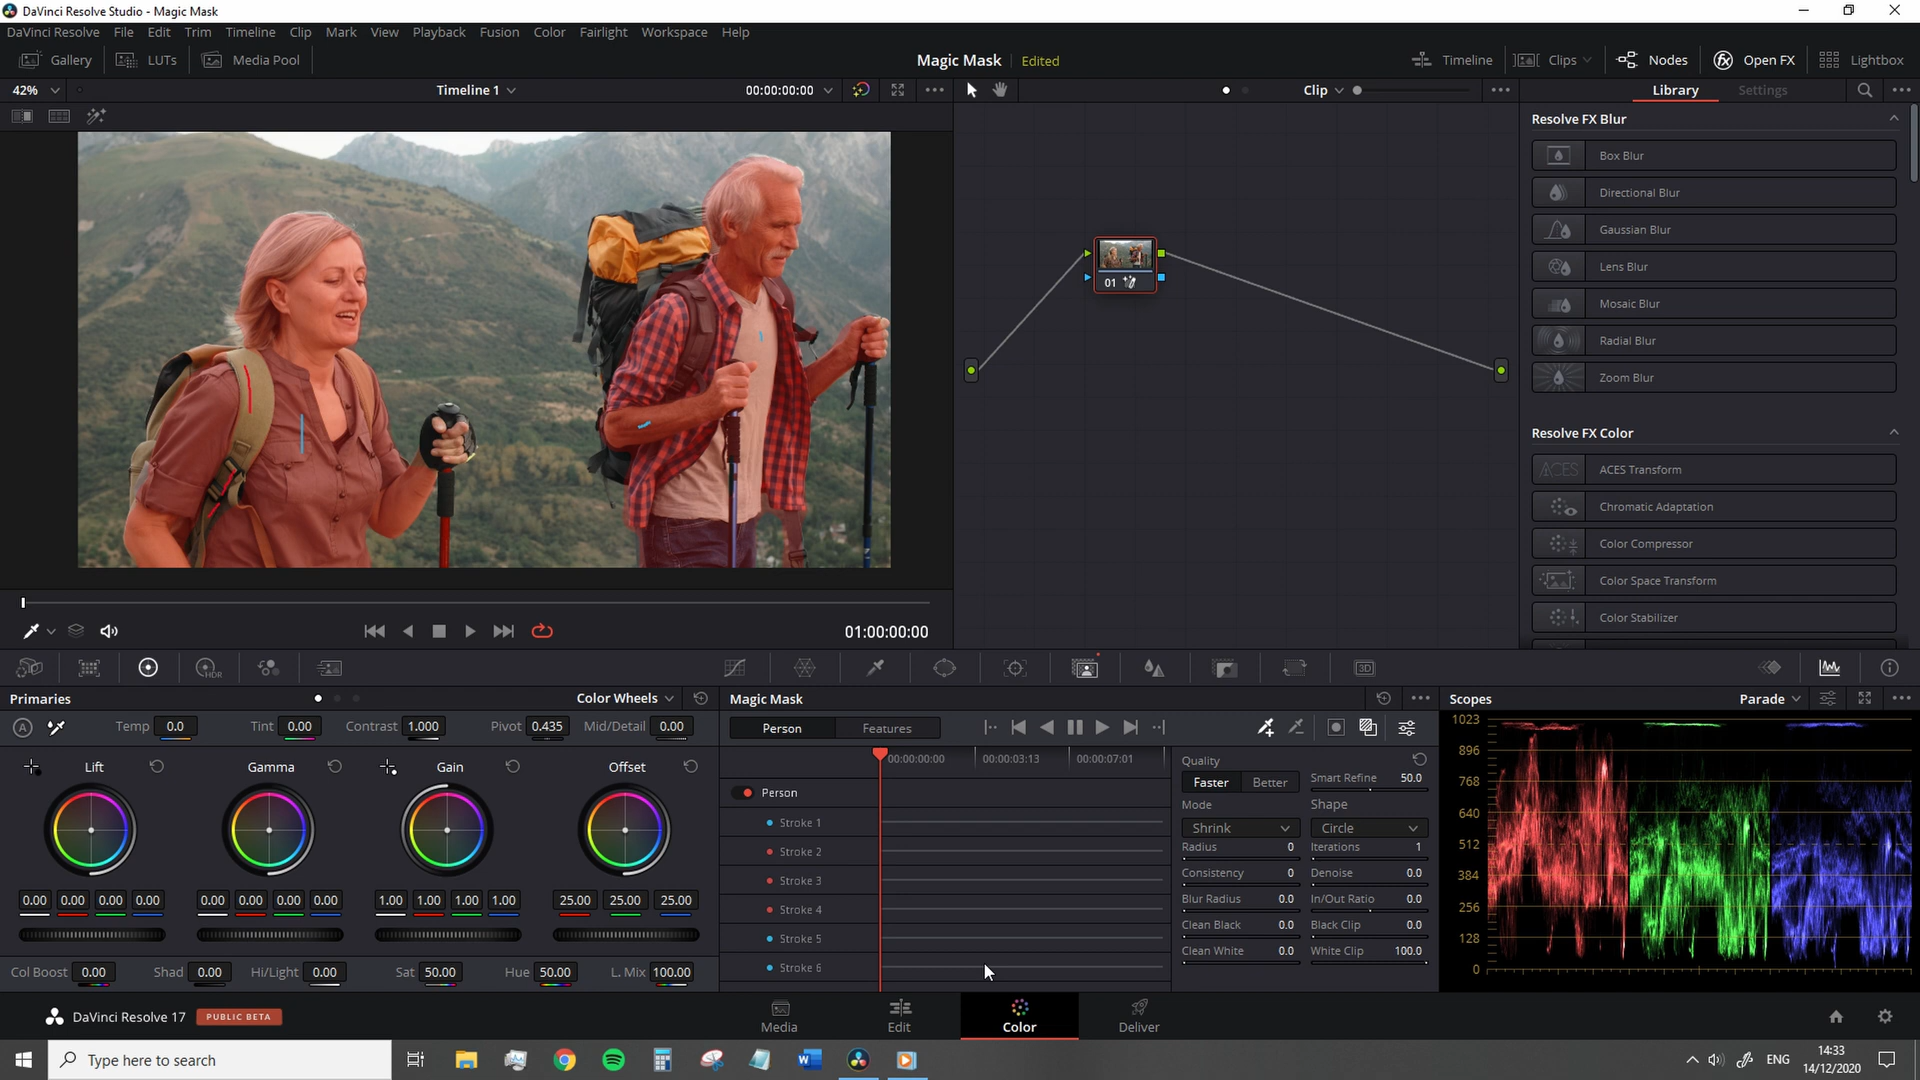 DaVinci Resolve Studio - Magic Mask
DaVinci Resolve File Edit Trim Timeline Clip Mark View Playback Fusion Color Fairlight Workspace Help
Gallery LUTs Media Pool Magic Mask Edited Timeline Clips Nodes Open FX Lightbox
42% Timeline 1 00:00:00:00 Clip Library Settings
Resolve FX Blur
Box Blur
Directional Blur
Gaussian Blur
Lens Blur
Mosaic Blur
Radial Blur
Zoom Blur
01
Resolve FX Color
ACES ACES Transform
Chromatic Adaptation
Color Compressor
Color Space Transform
Color Stabilizer
01:00:00:00
HDR 3D
Primaries Color Wheels
A Temp 0.0 Tint 0.00 Contrast 1.000 Pivot 0.435 Mid/Detail 0.00
Lift Gamma Gain Offset
0.00 0.00 0.00 0.00 0.00 0.00 0.00 0.00 1.00 1.00 1.00 1.00 25.00 25.00 25.00
Col Boost 0.00 Shad 0.00 Hi/Light 0.00 Sat 50.00 Hue 50.00 L. Mix 100.00
Magic Mask
Person Features
00:00:00:00 00:00:03:13 00:00:07:01
Person
Stroke 1
Stroke 2
Stroke 3
Stroke 4
Stroke 5
Stroke 6
Quality
Faster Better Smart Refine 50.0
Mode Shape
Shrink Circle
Radius 0 Iterations 1
Consistency 0 Denoise 0.0
Blur Radius 0.0 In/Out Ratio 0.0
Clean Black 0.0 Black Clip 0.0
Clean White 0.0 White Clip 100.0
Scopes Parade
1023
896
768
640
512
384
256
128
0
DaVinci Resolve 17 PUBLIC BETA Media Edit Color Deliver
Type here to search ENG 14:33
14/12/2020